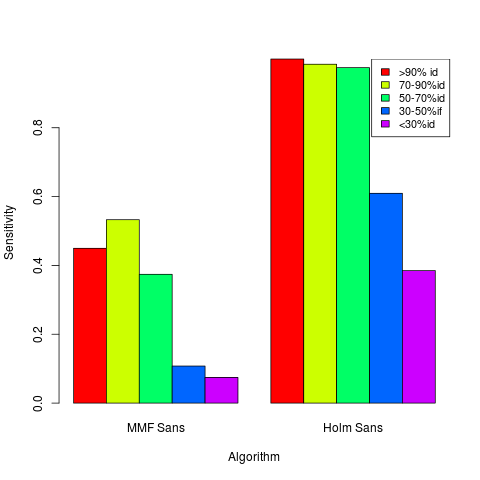 >90% id
70-90%id
50-70%id
30-50%if
<30%id
0.8
0.6
0.4
0.2
0.0
Sensitivity
MMF Sans
Holm Sans
Algorithm